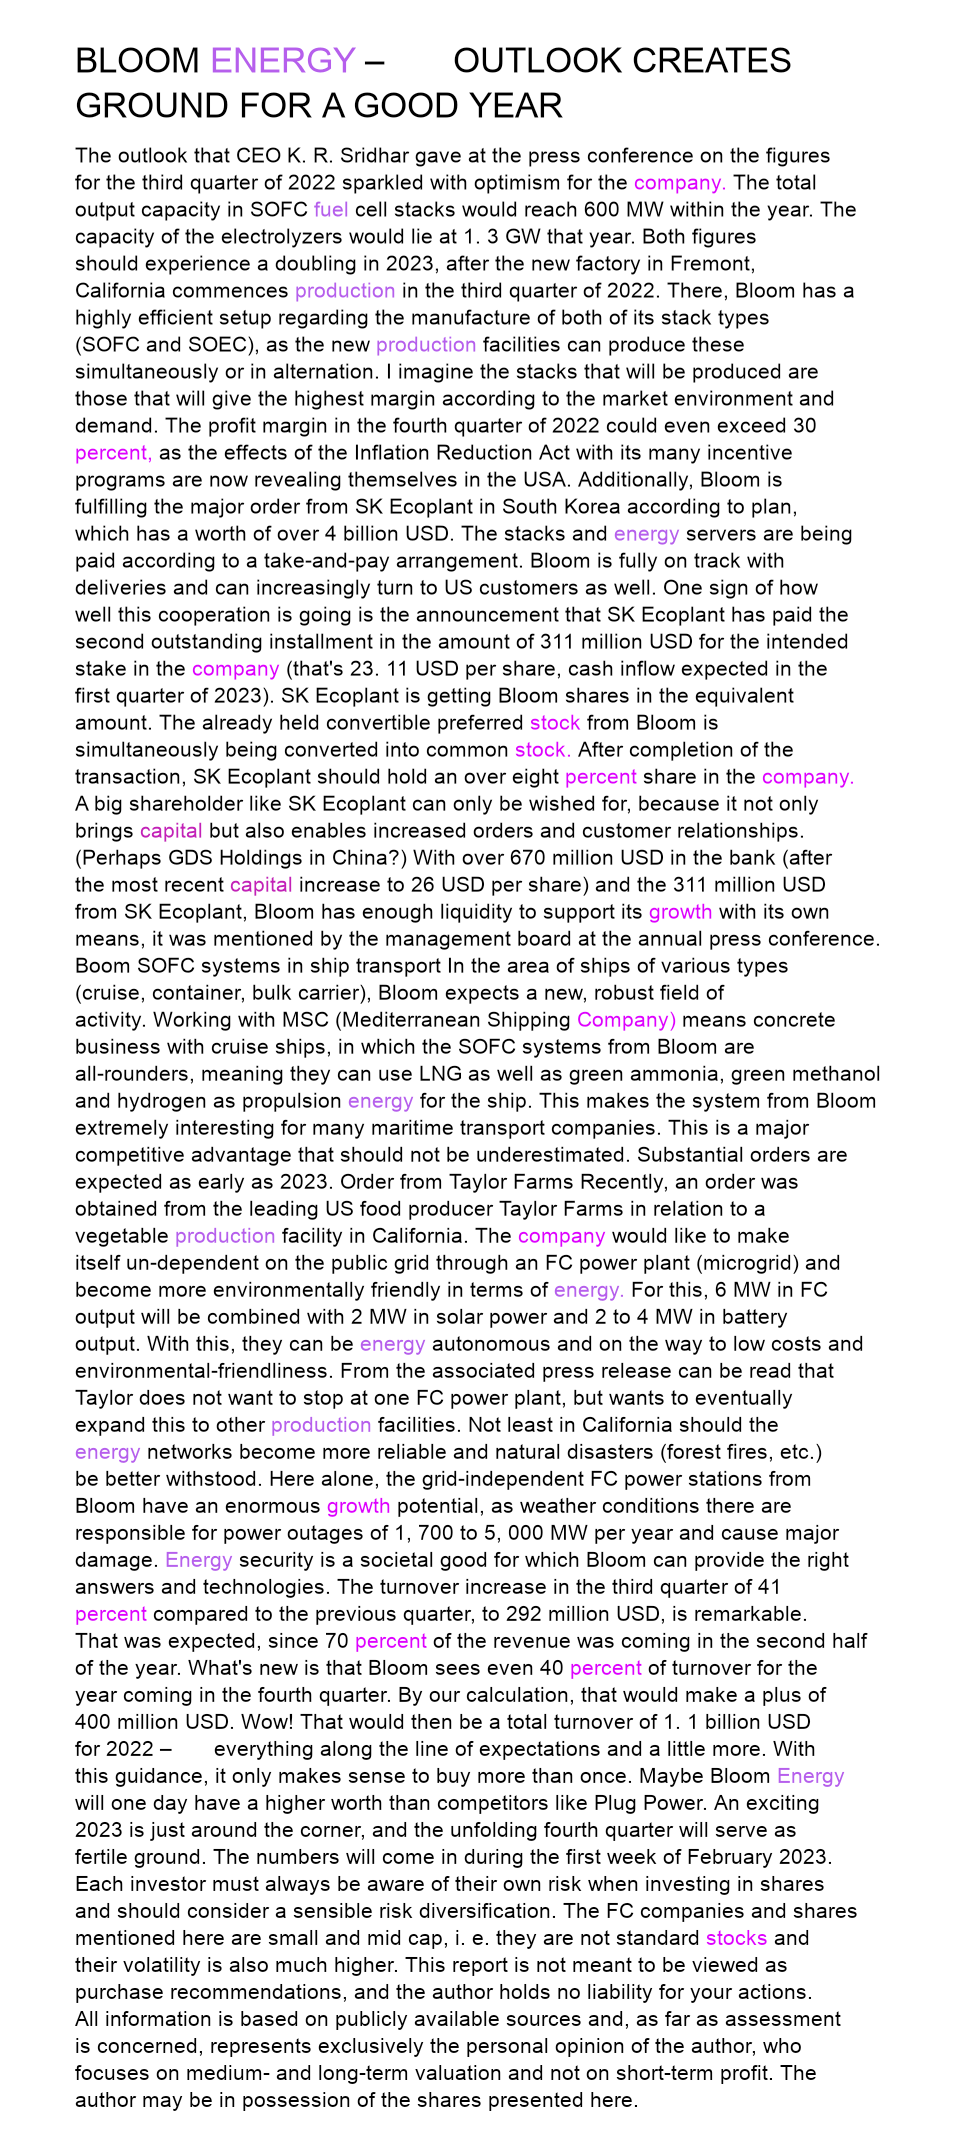 BLOOM ENERGY – OUTLOOK CREATES
GROUND FOR A GOOD YEAR
The outlook that CEO K. R. Sridhar gave at the press conference on the figures
for the third quarter of 2022 sparkled with optimism for the company. The total
output capacity in SOFC fuel cell stacks would reach 600 MW within the year. The
capacity of the electrolyzers would lie at 1. 3 GW that year. Both figures
should experience a doubling in 2023, after the new factory in Fremont,
California commences production in the third quarter of 2022. There, Bloom has a
highly efficient setup regarding the manufacture of both of its stack types
(SOFC and SOEC), as the new production facilities can produce these
simultaneously or in alternation. I imagine the stacks that will be produced are
those that will give the highest margin according to the market environment and
demand. The profit margin in the fourth quarter of 2022 could even exceed 30
percent, as the effects of the Inflation Reduction Act with its many incentive
programs are now revealing themselves in the USA. Additionally, Bloom is
fulfilling the major order from SK Ecoplant in South Korea according to plan,
which has a worth of over 4 billion USD. The stacks and energy servers are being
paid according to a take-and-pay arrangement. Bloom is fully on track with
deliveries and can increasingly turn to US customers as well. One sign of how
well this cooperation is going is the announcement that SK Ecoplant has paid the
second outstanding installment in the amount of 311 million USD for the intended
stake in the company (that's 23. 11 USD per share, cash inflow expected in the
first quarter of 2023). SK Ecoplant is getting Bloom shares in the equivalent
amount. The already held convertible preferred stock from Bloom is
simultaneously being converted into common stock. After completion of the
transaction, SK Ecoplant should hold an over eight percent share in the company.
A big shareholder like SK Ecoplant can only be wished for, because it not only
brings capital but also enables increased orders and customer relationships.
(Perhaps GDS Holdings in China?) With over 670 million USD in the bank (after
the most recent capital increase to 26 USD per share) and the 311 million USD
from SK Ecoplant, Bloom has enough liquidity to support its growth with its own
means, it was mentioned by the management board at the annual press conference.
Boom SOFC systems in ship transport In the area of ships of various types
(cruise, container, bulk carrier), Bloom expects a new, robust field of
activity. Working with MSC (Mediterranean Shipping Company) means concrete
business with cruise ships, in which the SOFC systems from Bloom are
all-rounders, meaning they can use LNG as well as green ammonia, green methanol
and hydrogen as propulsion energy for the ship. This makes the system from Bloom
extremely interesting for many maritime transport companies. This is a major
competitive advantage that should not be underestimated. Substantial orders are
expected as early as 2023. Order from Taylor Farms Recently, an order was
obtained from the leading US food producer Taylor Farms in relation to a
vegetable production facility in California. The company would like to make
itself un-dependent on the public grid through an FC power plant (microgrid) and
become more environmentally friendly in terms of energy. For this, 6 MW in FC
output will be combined with 2 MW in solar power and 2 to 4 MW in battery
output. With this, they can be energy autonomous and on the way to low costs and
environmental-friendliness. From the associated press release can be read that
Taylor does not want to stop at one FC power plant, but wants to eventually
expand this to other production facilities. Not least in California should the
energy networks become more reliable and natural disasters (forest fires, etc.)
be better withstood. Here alone, the grid-independent FC power stations from
Bloom have an enormous growth potential, as weather conditions there are
responsible for power outages of 1, 700 to 5, 000 MW per year and cause major
damage. Energy security is a societal good for which Bloom can provide the right
answers and technologies. The turnover increase in the third quarter of 41
percent compared to the previous quarter, to 292 million USD, is remarkable.
That was expected, since 70 percent of the revenue was coming in the second half
of the year. What's new is that Bloom sees even 40 percent of turnover for the
year coming in the fourth quarter. By our calculation, that would make a plus of
400 million USD. Wow! That would then be a total turnover of 1. 1 billion USD
for 2022 – everything along the line of expectations and a little more. With
this guidance, it only makes sense to buy more than once. Maybe Bloom Energy
will one day have a higher worth than competitors like Plug Power. An exciting
2023 is just around the corner, and the unfolding fourth quarter will serve as
fertile ground. The numbers will come in during the first week of February 2023.
Each investor must always be aware of their own risk when investing in shares
and should consider a sensible risk diversification. The FC companies and shares
mentioned here are small and mid cap, i. e. they are not standard stocks and
their volatility is also much higher. This report is not meant to be viewed as
purchase recommendations, and the author holds no liability for your actions.
All information is based on publicly available sources and, as far as assessment
is concerned, represents exclusively the personal opinion of the author, who
focuses on medium- and long-term valuation and not on short-term profit. The
author may be in possession of the shares presented here.